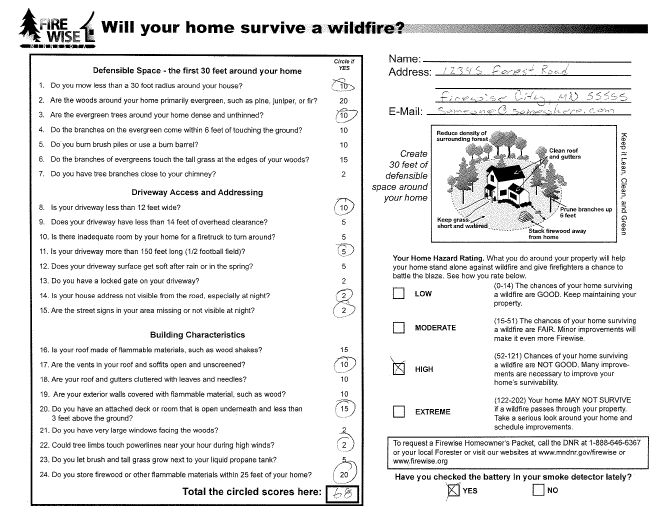 FIRE
WISE
MINNESOTA
Will your home survive a wildfire?
Circle if
YES
Defensible Space - the first 30 feet around your home
1. Do you mow less than a 30 foot radius around your house? 10
2. Are the woods around your home primarily evergreen, such as pine, juniper, or fir? 20
3. Are the evergreen trees around your home dense and unthinned? 10
4. Do the branches on the evergreen come within 6 feet of touching the ground? 10
5. Do you burn brush piles or use a burn barrel? 10
6. Do the branches of evergreens touch the tall grass at the edges of your woods? 15
7. Do you have tree branches close to your chimney? 2
Driveway Access and Addressing
8. Is your driveway less than 12 feet wide? 10
9. Does your driveway have less than 14 feet of overhead clearance? 5
10. Is there inadequate room by your home for a firetruck to turn around? 5
11. Is your driveway more than 150 feet long (1/2 football field)? 5
12. Does your driveway surface get soft after rain or in the spring? 5
13. Do you have a locked gate on your driveway? 2
14. Is your house address not visible from the road, especially at night? 2
15. Are the street signs in your area missing or not visible at night? 2
Building Characteristics
16. Is your roof made of flammable materials, such as wood shakes? 15
17. Are the vents in your roof and soffits open and unscreened? 10
18. Are your roof and gutters cluttered with leaves and needles? 10
19. Are your exterior walls covered with flammable material, such as wood? 10
20. Do you have an attached deck or room that is open underneath and less than 15
3 feet above the ground?
21. Do you have very large windows facing the woods? 2
22. Could tree limbs touch powerlines near your hour during high winds? 2
23. Do you let brush and tall grass grow next to your liquid propane tank? 5
24. Do you store firewood or other flammable materials within 25 feet of your home? 20
Total the circled scores here: 68
Name:
Address: 12345 Forest Road
Firewise City, MN 55555
E-Mail: someone@somewhere.com
Create
30 feet of
defensible
space around
your home
Reduce density of
surrounding forest
Clean roof
and gutters
Prune branches up
6 feet
Keep grass
short and watered
Stack firewood away
from home
Keep it Lean, Clean, and Green
Your Home Hazard Rating. What you do around your property will help
your home stand alone against wildfire and give firefighters a chance to
battle the blaze. See how you rate below.
LOW
(0-14) The chances of your home surviving
a wildfire are GOOD. Keep maintaining your
property.
MODERATE
(15-51) The chances of your home surviving
a wildfire are FAIR. Minor improvements will
make it even more Firewise.
HIGH
(52-121) Chances of your home surviving
a wildfire are NOT GOOD. Many improve-
ments are necessary to improve your
home's survivability.
EXTREME
(122-202) Your home MAY NOT SURVIVE
if a wildfire passes through your property.
Take a serious look around your home and
schedule improvements.
To request a Firewise Homeowner's Packet, call the DNR at 1-888-646-6367
or your local Forester or visit our websites at www.mndnr.gov/firewise or
www.firewise.org
Have you checked the battery in your smoke detector lately?
YES NO